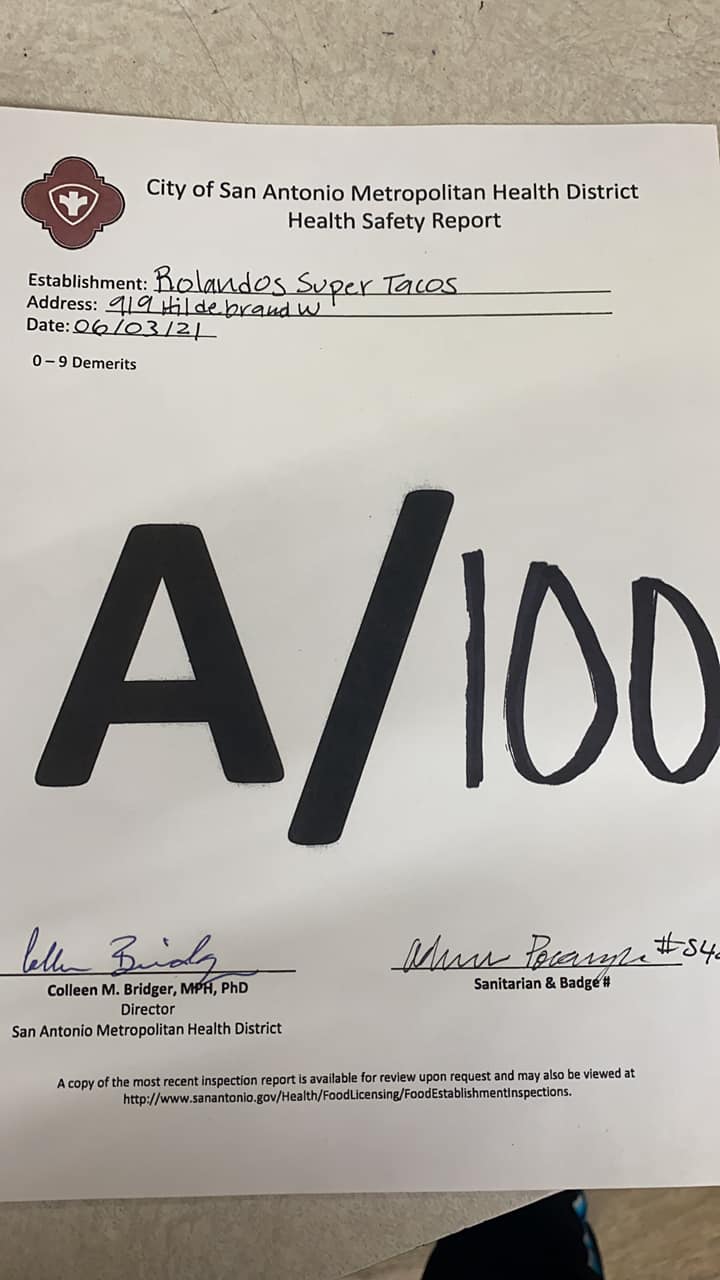 City of San Antonio Metropolitan Health District
Health Safety Report
Establishment: Rolandos Super Tacos
Address: 919 Hildebrand W
Date: 06/03/21
0 – 9 Demerits
A/100
Colleen M. Bridger, MPH, PhD
Sanitarian & Badge #
Director
San Antonio Metropolitan Health District
A copy of the most recent inspection report is available for review upon request and may also be viewed at
http://www.sanantonio.gov/Health/FoodLicensing/FoodEstablishmentInspections.